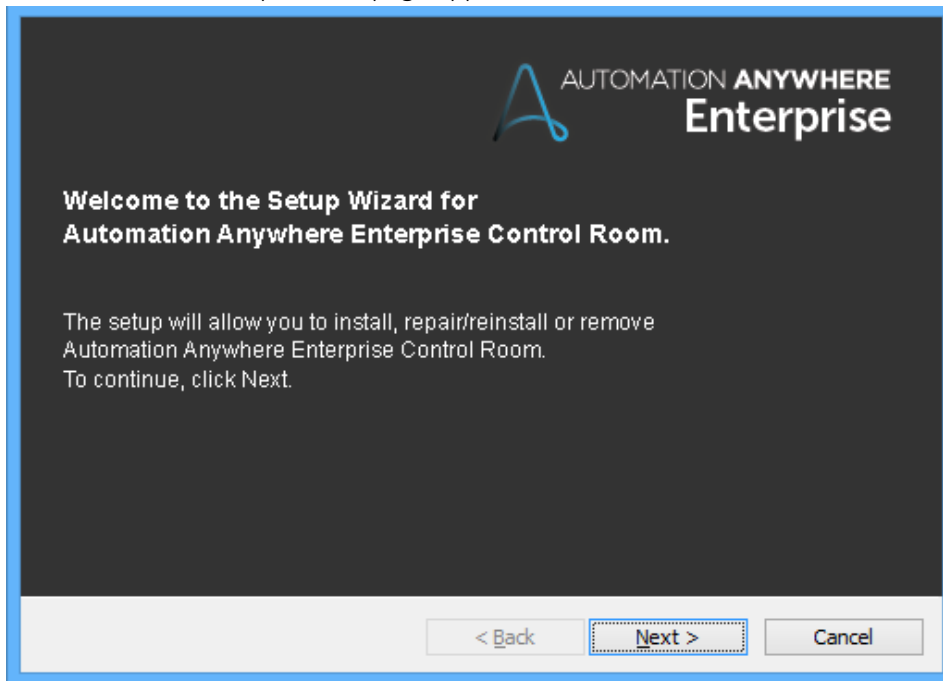 AUTOMATION ANYWHERE
Enterprise
Welcome to the Setup Wizard for
Automation Anywhere Enterprise Control Room.
The setup will allow you to install, repair/reinstall or remove
Automation Anywhere Enterprise Control Room.
To continue, click Next.
< Back
Next >
Cancel